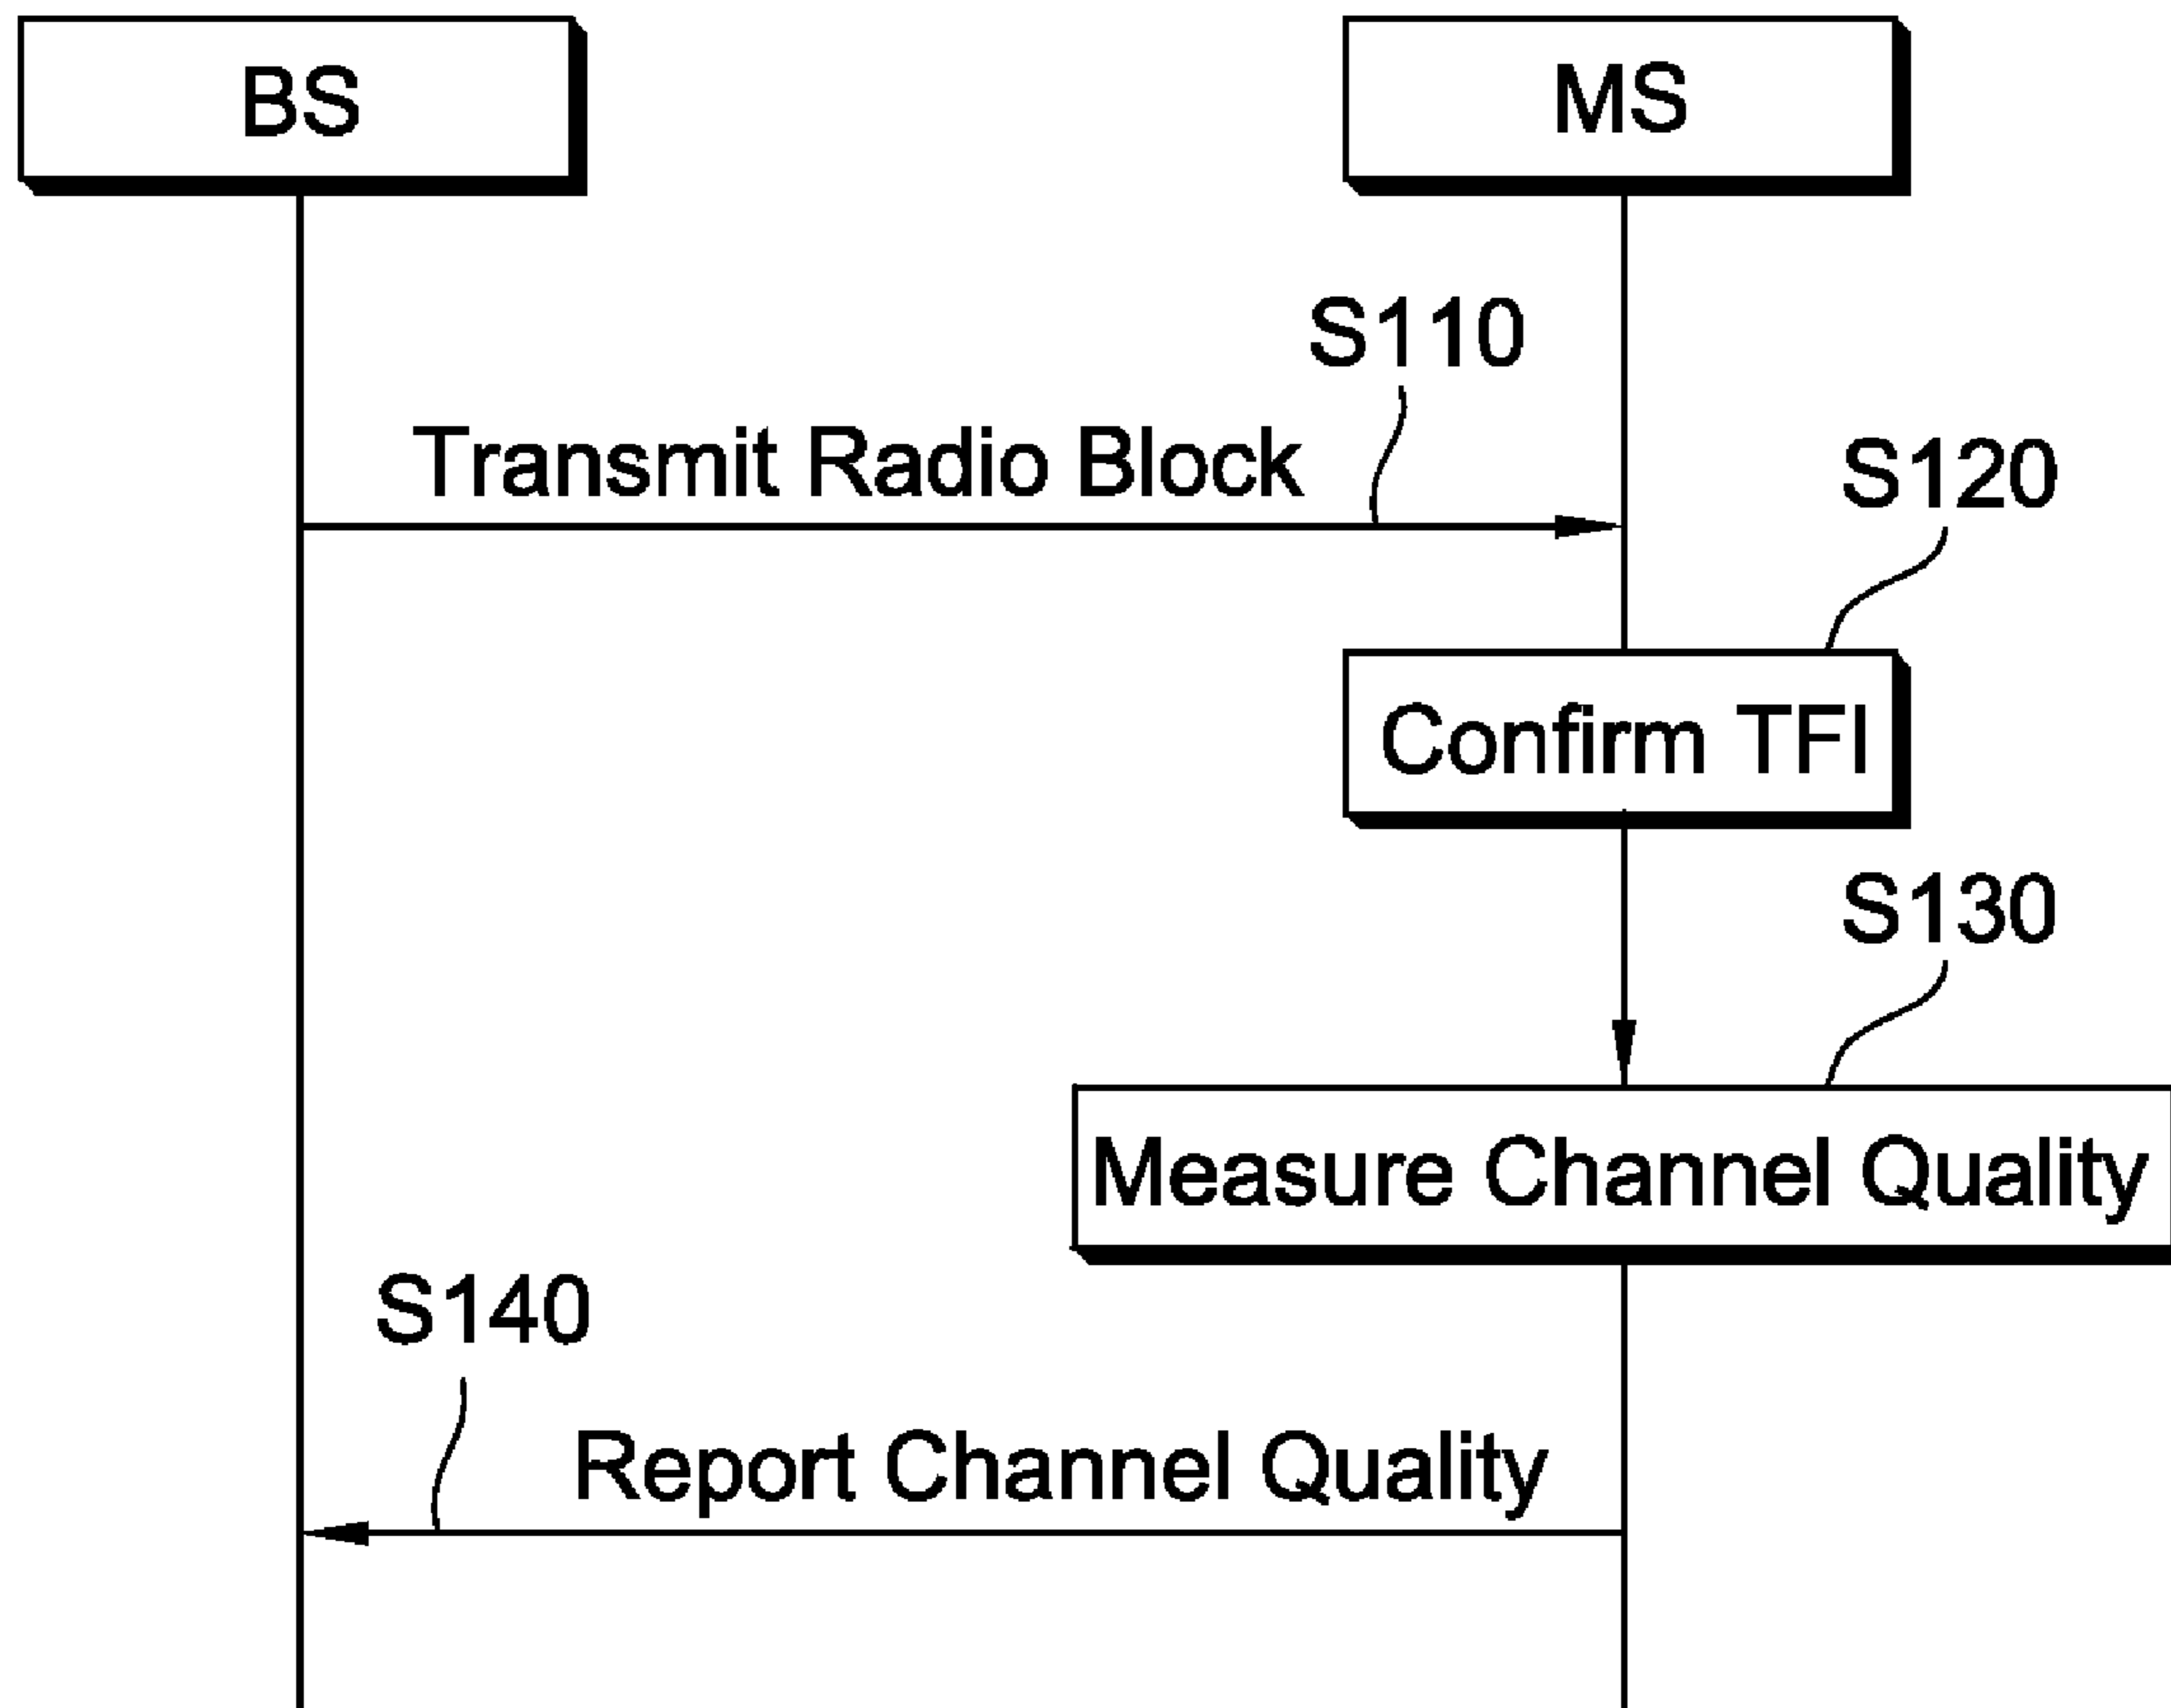 BS
MS
S110
Transmit Radio Block
S120
Confirm TFI
S130
Measure Channel Quality
S140
Report Channel Quality